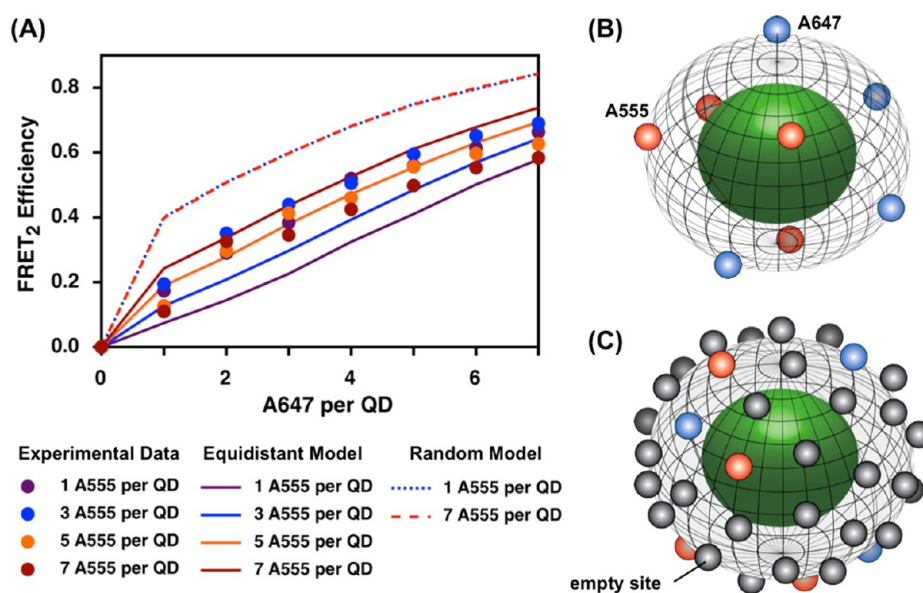 (A)
FRET₂ Efficiency
0.8
0.6
0.4
0.2
0.0
0 2 4 6
A647 per QD
Experimental Data
1 A555 per QD
3 A555 per QD
5 A555 per QD
7 A555 per QD
Equidistant Model
1 A555 per QD
3 A555 per QD
5 A555 per QD
7 A555 per QD
Random Model
1 A555 per QD
7 A555 per QD
(B)
A647
A555
(C)
empty site